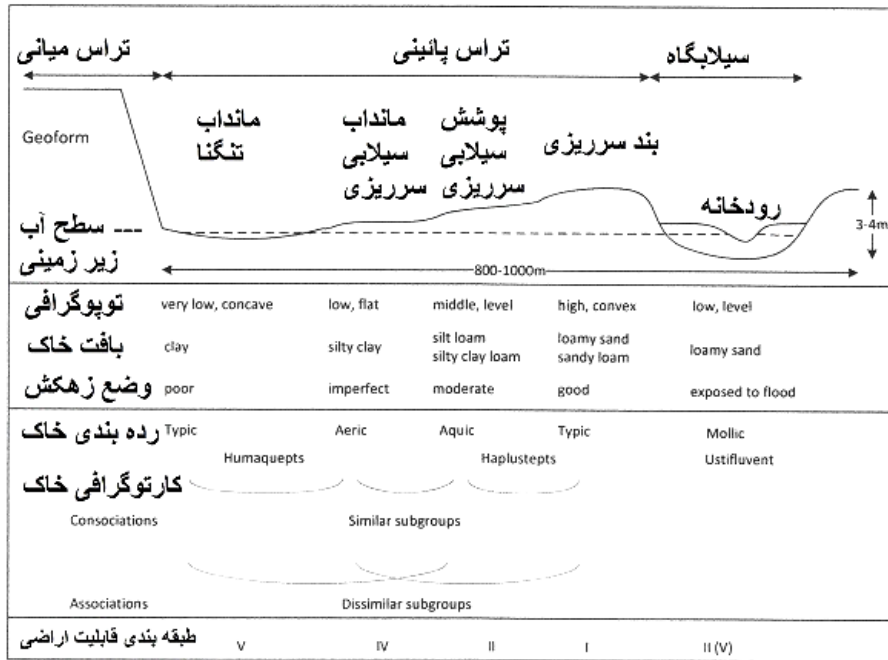 تراس میانی تراس پائینی سیلابگاه
Geoform
مانداب تنگنا
مانداب سیلابی سرریزی
پوشش سیلابی سرریزی
بند سرریزی
رودخانه
3-4m
سطح آب زیر زمینی
800-1000m
توپوگرافی very low, concave low, flat middle, level high, convex low, level
بافت خاک clay silty clay silt loam silty clay loam loamy sand sandy loam loamy sand
وضع زهکش poor imperfect moderate good exposed to flood
رده بندی خاک Typic Aeric Aquic Typic Mollic
Humaquepts Haplustepts Ustifluvent
کارتوگرافی خاک
Consociations Similar subgroups
Associations Dissimilar subgroups
طبقه بندی قابلیت اراضی V IV II I II (V)